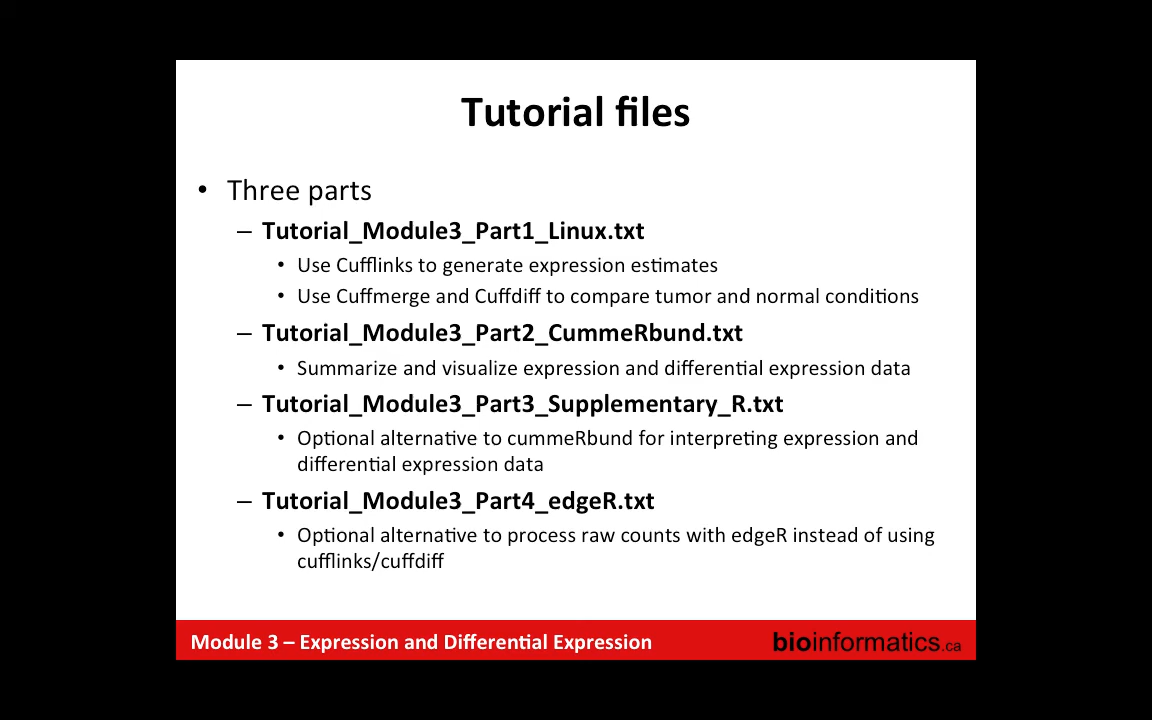 Tutorial files
• Three parts
– Tutorial_Module3_Part1_Linux.txt
• Use Cufflinks to generate expression estimates
• Use Cuffmerge and Cuffdiff to compare tumor and normal conditions
– Tutorial_Module3_Part2_CummeRbund.txt
• Summarize and visualize expression and differential expression data
– Tutorial_Module3_Part3_Supplementary_R.txt
• Optional alternative to cummeRbund for interpreting expression and
differential expression data
– Tutorial_Module3_Part4_edgeR.txt
• Optional alternative to process raw counts with edgeR instead of using
cufflinks/cuffdiff
Module 3 – Expression and Differential Expression
bioinformatics.ca